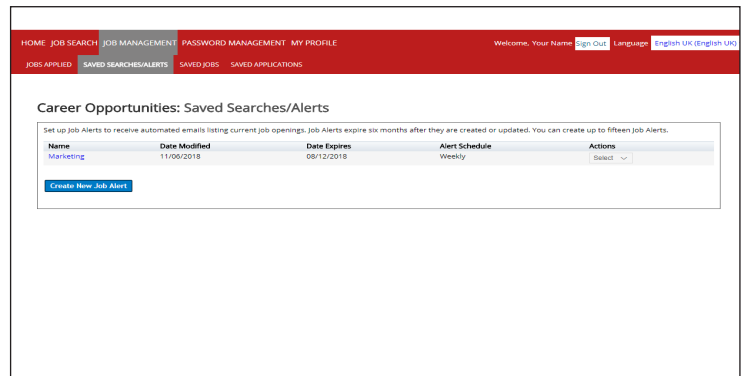 HOME JOB SEARCH JOB MANAGEMENT PASSWORD MANAGEMENT MY PROFILE Welcome, Your Name Sign Out Language English UK (English UK)
JOBS APPLIED SAVED SEARCHES/ALERTS SAVED JOBS SAVED APPLICATIONS
Career Opportunities: Saved Searches/Alerts
Set up Job Alerts to receive automated emails listing current job openings. Job Alerts expire six months after they are created or updated. You can create up to fifteen Job Alerts.
Name Date Modified Date Expires Alert Schedule Actions
Marketing 11/06/2018 08/12/2018 Weekly Select
Create New Job Alert